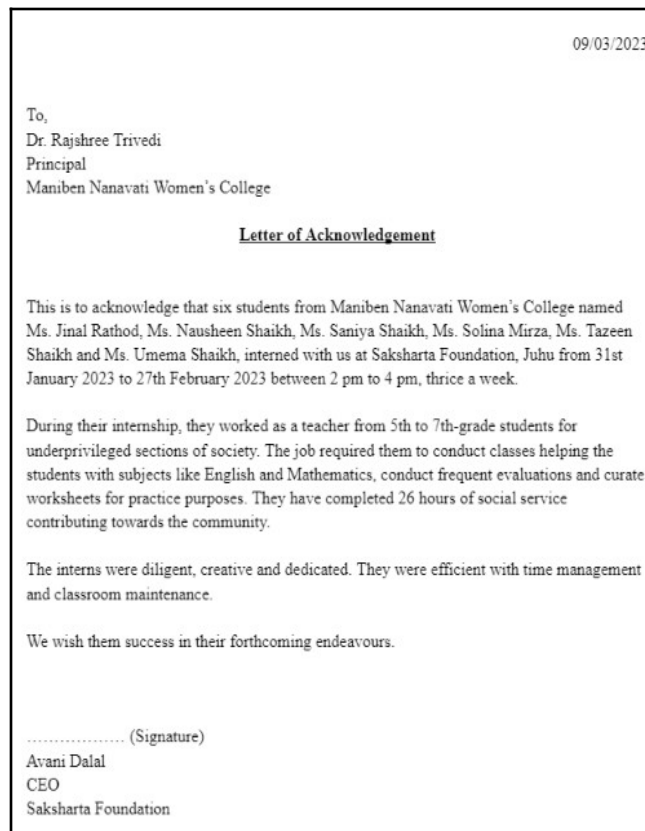 09/03/2023
To,
Dr. Rajshree Trivedi
Principal
Maniben Nanavati Women's College
Letter of Acknowledgement
This is to acknowledge that six students from Maniben Nanavati Women's College named
Ms. Jinal Rathod, Ms. Nausheen Shaikh, Ms. Saniya Shaikh, Ms. Solina Mirza, Ms. Tazeen
Shaikh and Ms. Umema Shaikh, interned with us at Saksharta Foundation, Juhu from 31st
January 2023 to 27th February 2023 between 2 pm to 4 pm, thrice a week.
During their internship, they worked as a teacher from 5th to 7th-grade students for
underprivileged sections of society. The job required them to conduct classes helping the
students with subjects like English and Mathematics, conduct frequent evaluations and curate
worksheets for practice purposes. They have completed 26 hours of social service
contributing towards the community.
The interns were diligent, creative and dedicated. They were efficient with time management
and classroom maintenance.
We wish them success in their forthcoming endeavours.
.................. (Signature)
Avani Dalal
CEO
Saksharta Foundation